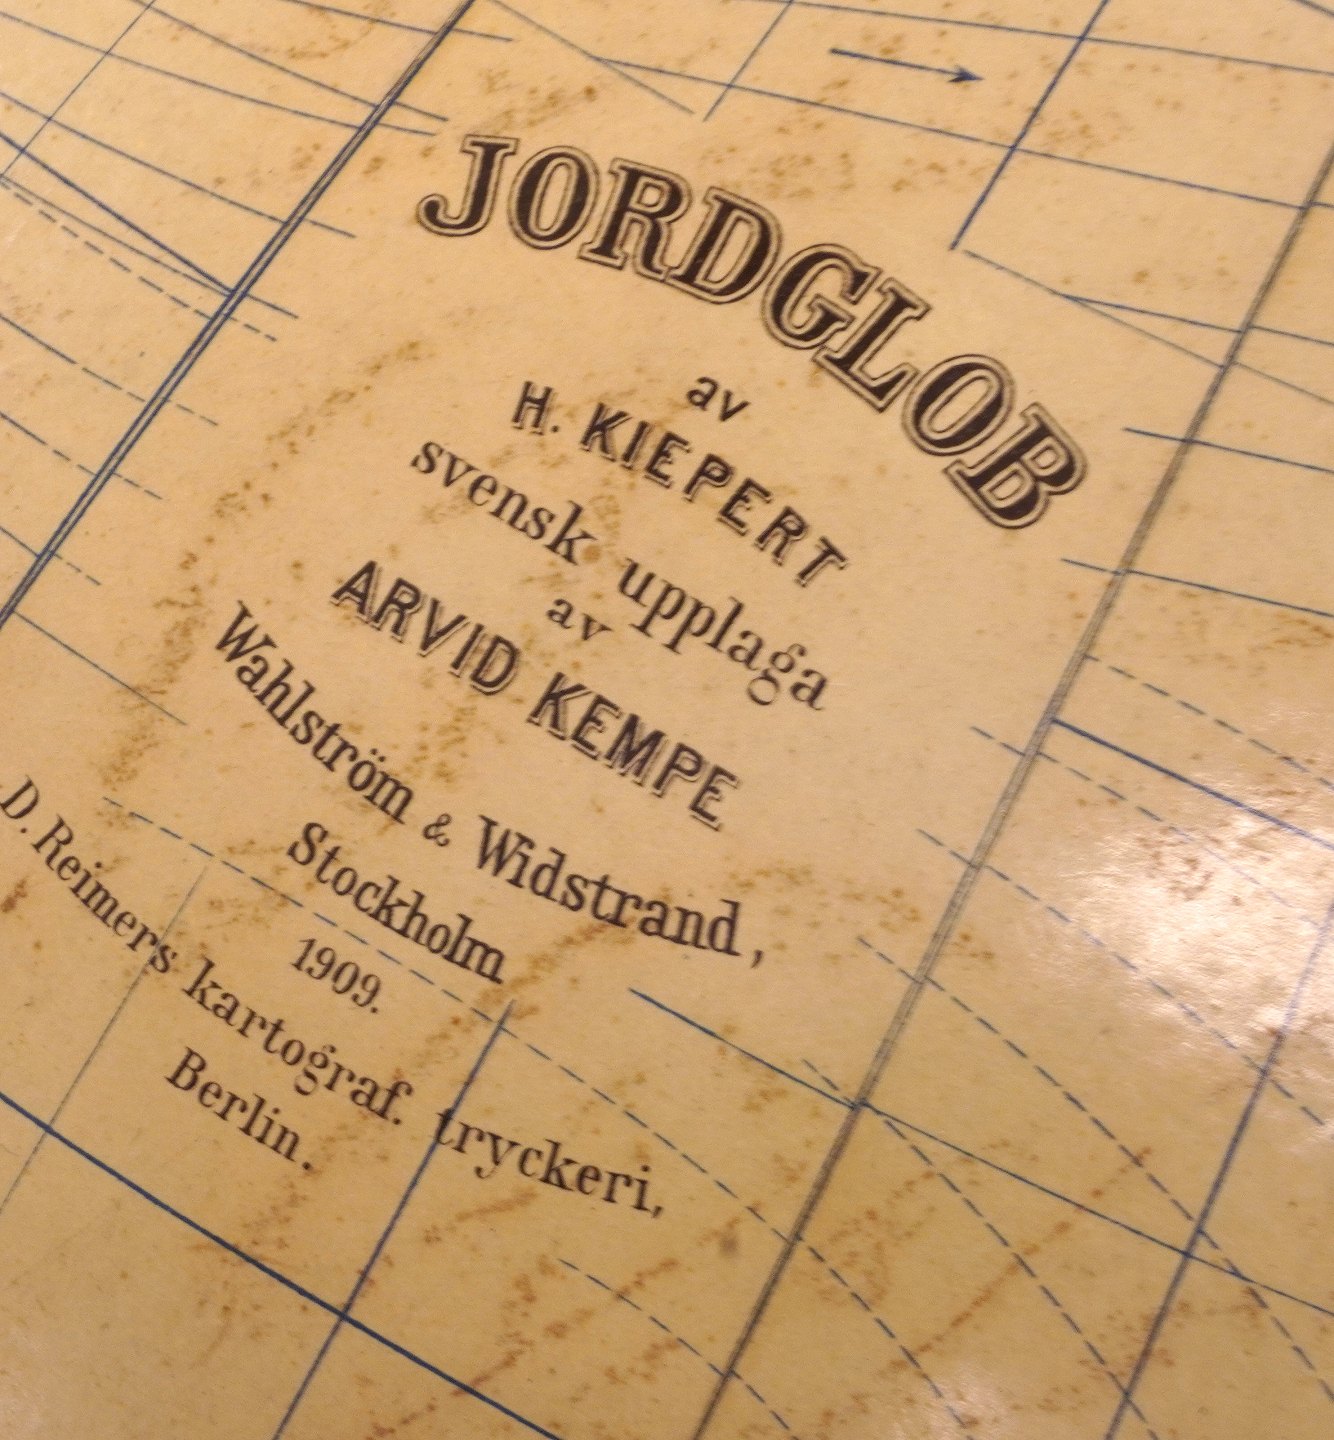 JORDGLOB
av
H. KIEPERT
svensk upplaga
av
ARVID KEMPE
Wahlström & Widstrand,
Stockholm
1909.
D. Reimers kartograf. tryckeri,
Berlin.